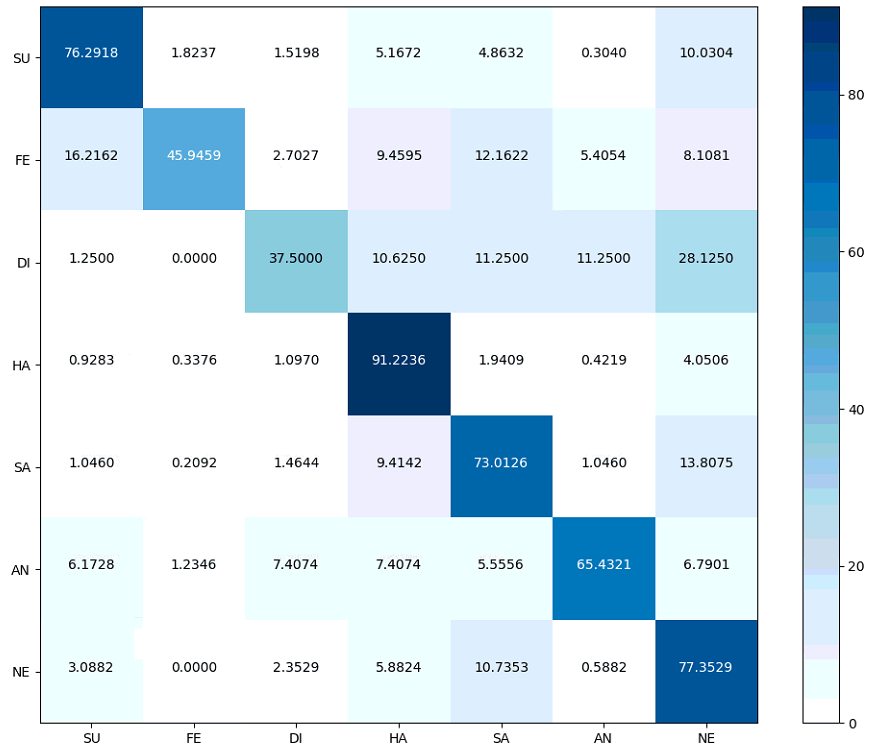 SU 76.2918 1.8237 1.5198 5.1672 4.8632 0.3040 10.0304
80
FE 16.2162 45.9459 2.7027 9.4595 12.1622 5.4054 8.1081
60
DI 1.2500 0.0000 37.5000 10.6250 11.2500 11.2500 28.1250
HA 0.9283 0.3376 1.0970 91.2236 1.9409 0.4219 4.0506
40
SA 1.0460 0.2092 1.4644 9.4142 73.0126 1.0460 13.8075
20
AN 6.1728 1.2346 7.4074 7.4074 5.5556 65.4321 6.7901
NE 3.0882 0.0000 2.3529 5.8824 10.7353 0.5882 77.3529
0
SU FE DI HA SA AN NE